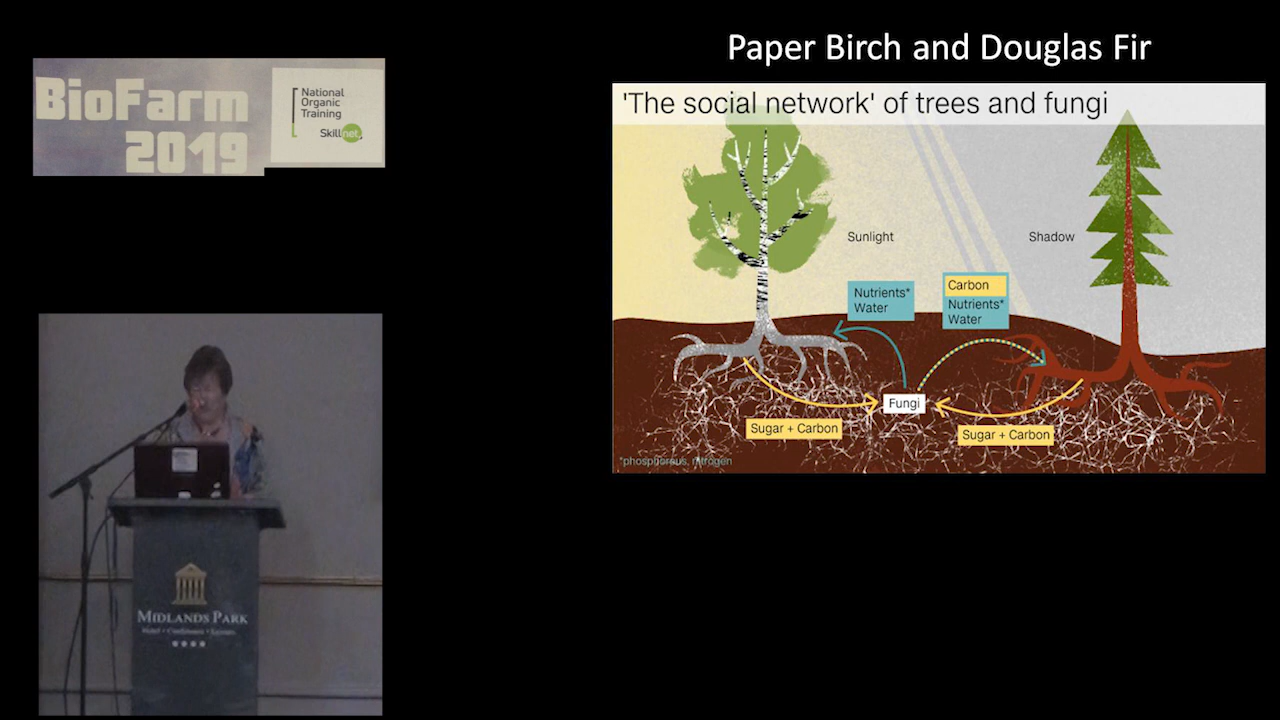 Paper Birch and Douglas Fir
BioFarm
2019
National
Organic
Training
Skillnet.
'The social network' of trees and fungi
Sunlight
Shadow
Nutrients*
Water
Carbon
Nutrients*
Water
Fungi
Sugar + Carbon
Sugar + Carbon
*phosphorous, nitrogen
MIDLANDS PARK
Hotel • Conference • Leisure